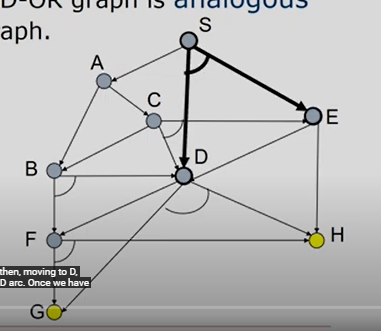 D-OR graph is analogous
aph.
S
A
C
E
D
B
F
H
then, moving to D,
D arc. Once we have
G